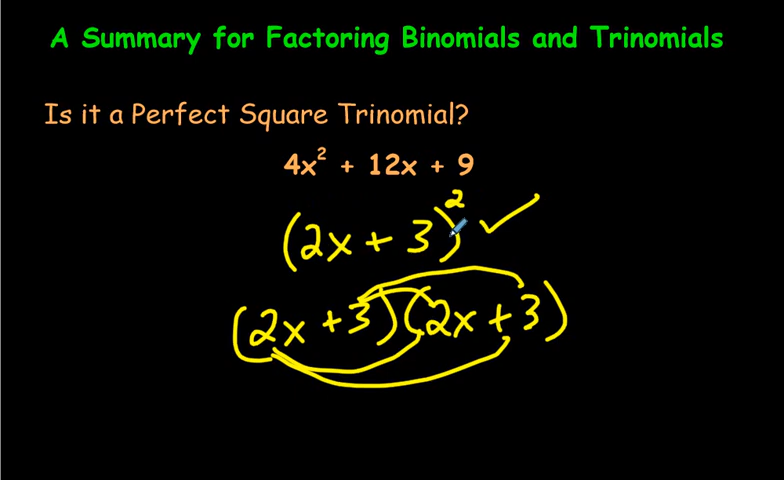 A Summary for Factoring Binomials and Trinomials
Is it a Perfect Square Trinomial?
4x² + 12x + 9
(2x + 3)²
(2x + 3)(2x + 3)